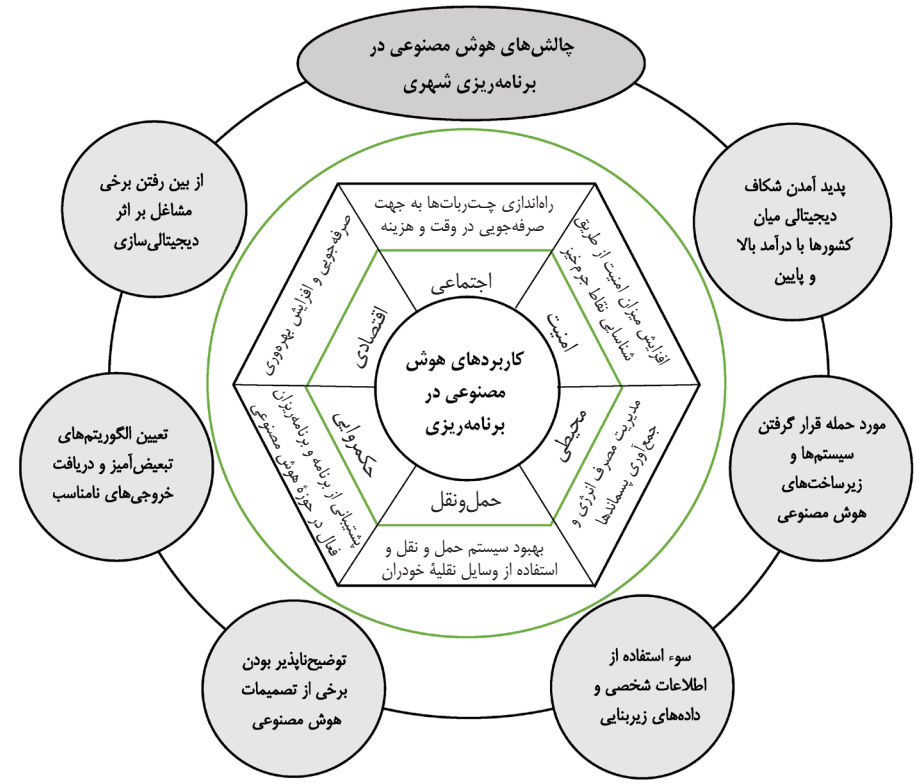 چالش‌های هوش مصنوعی در
برنامه‌ریزی شهری
پدید آمدن شکاف
دیجیتالی میان
کشورها با درآمد بالا
و پایین
مورد حمله قرار گرفتن
سیستم‌ها و
زیرساخت‌های
هوش مصنوعی
سوء استفاده از
اطلاعات شخصی و
داده‌های زیربنایی
توضیح‌ناپذیر بودن
برخی از تصمیمات
هوش مصنوعی
تعیین الگوریتم‌های
تبعیض‌آمیز و دریافت
خروجی‌های نامناسب
از بین رفتن برخی
مشاغل بر اثر
دیجیتالی‌سازی
راه‌اندازی چت‌ربات‌ها به جهت
صرفه‌جویی در وقت و هزینه
اجتماعی
افزایش میزان امنیت از طریق
شناسایی نقاط جرم‌خیز
امنیت
مدیریت مصرف انرژی و
جمع‌آوری پسماندها
محیطی
حمل‌ونقل
بهبود سیستم حمل و نقل و
استفاده از وسایل نقلیهٔ خودران
حکمروایی
پشتیبانی از برنامه و برنامه‌ریزان
فعال در حوزهٔ هوش مصنوعی
اقتصادی
صرفه‌جویی و افزایش بهره‌وری
کاربردهای هوش
مصنوعی در
برنامه‌ریزی